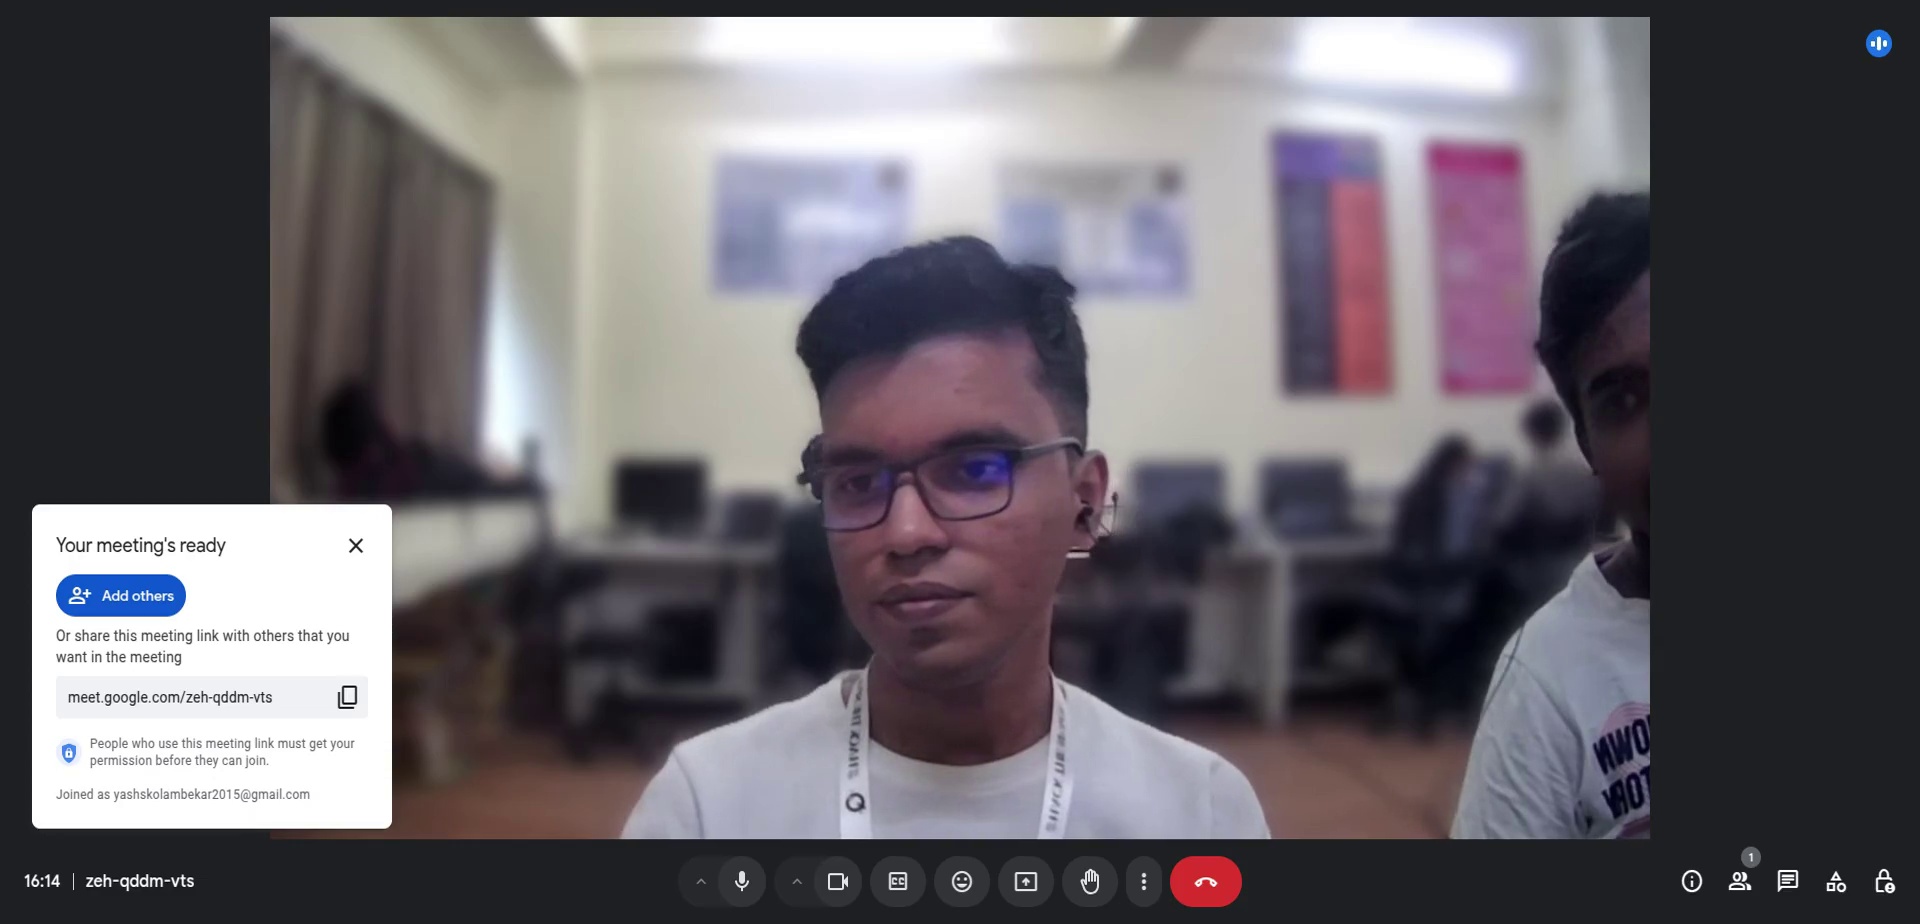 Your meeting's ready
Add others
Or share this meeting link with others that you
want in the meeting
meet.google.com/zeh-qddm-vts
People who use this meeting link must get your
permission before they can join.
Joined as yashskolambekar2015@gmail.com
16:14 | zeh-qddm-vts
CC
1